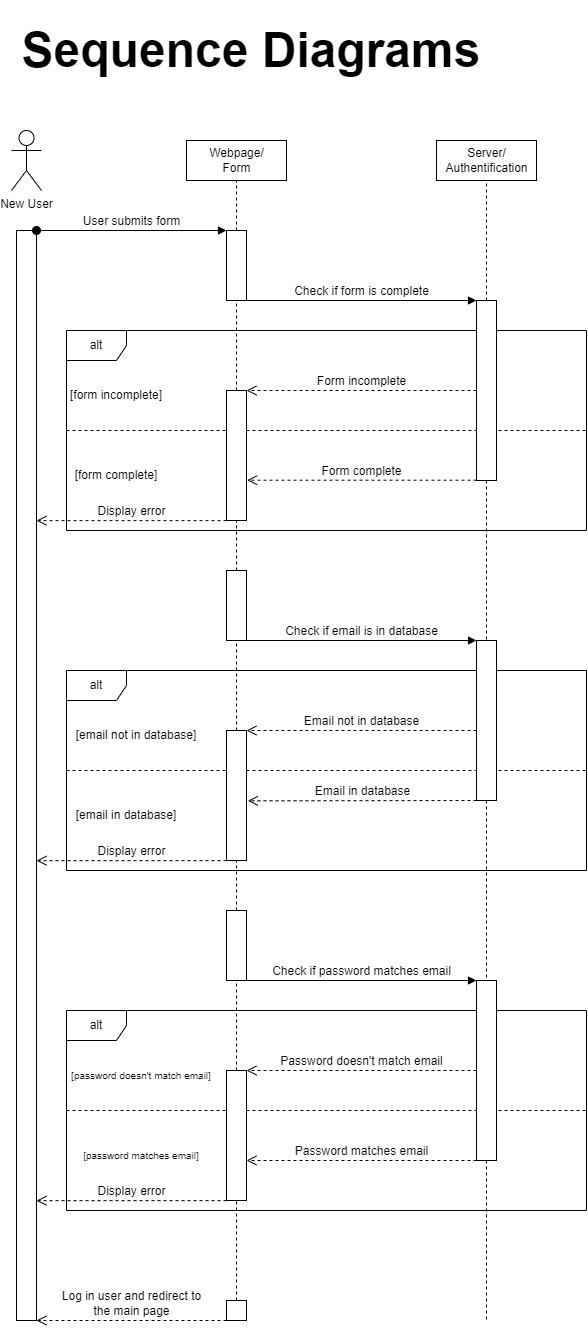 Sequence Diagrams
New User
Webpage/
Form
Server/
Authentification
User submits form
Check if form is complete
alt
Form incomplete
[form incomplete]
Form complete
[form complete]
Display error
Check if email is in database
alt
Email not in database
[email not in database]
Email in database
[email in database]
Display error
Check if password matches email
alt
Password doesn't match email
[password doesn't match email]
Password matches email
[password matches email]
Display error
Log in user and redirect to
the main page